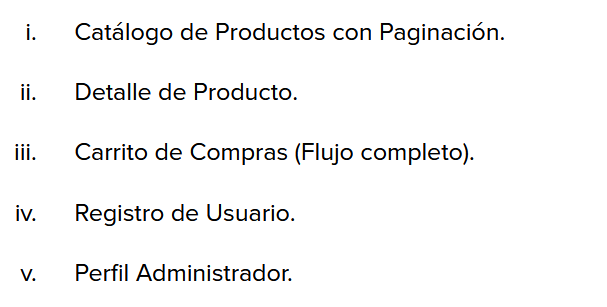 i. Catálogo de Productos con Paginación.
ii. Detalle de Producto.
iii. Carrito de Compras (Flujo completo).
iv. Registro de Usuario.
v. Perfil Administrador.